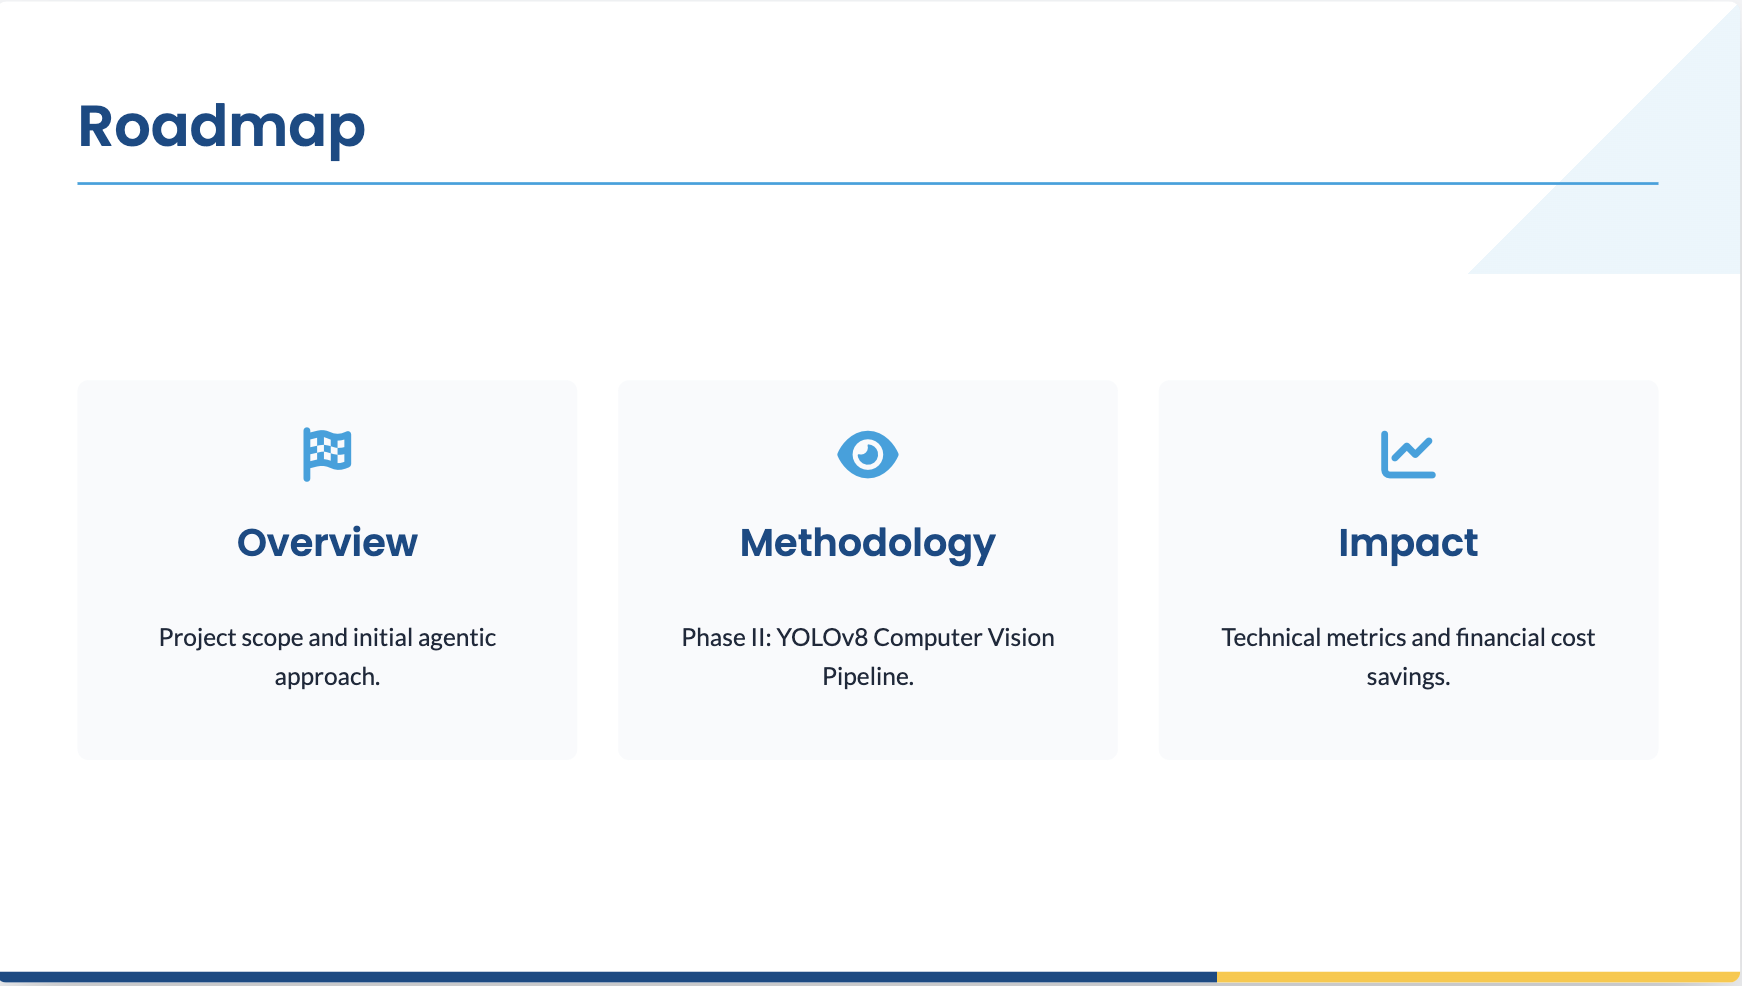 Roadmap
Overview
Project scope and initial agentic
approach.
Methodology
Phase II: YOLOv8 Computer Vision
Pipeline.
Impact
Technical metrics and financial cost
savings.